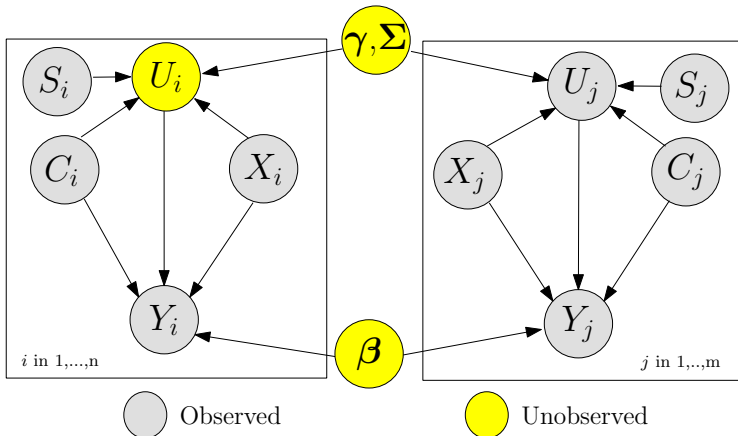 γ,Σ
S_i
U_i
C_i
X_i
Y_i
i in 1,...,n
U_j
S_j
X_j
C_j
Y_j
j in 1,..,m
β
Observed
Unobserved